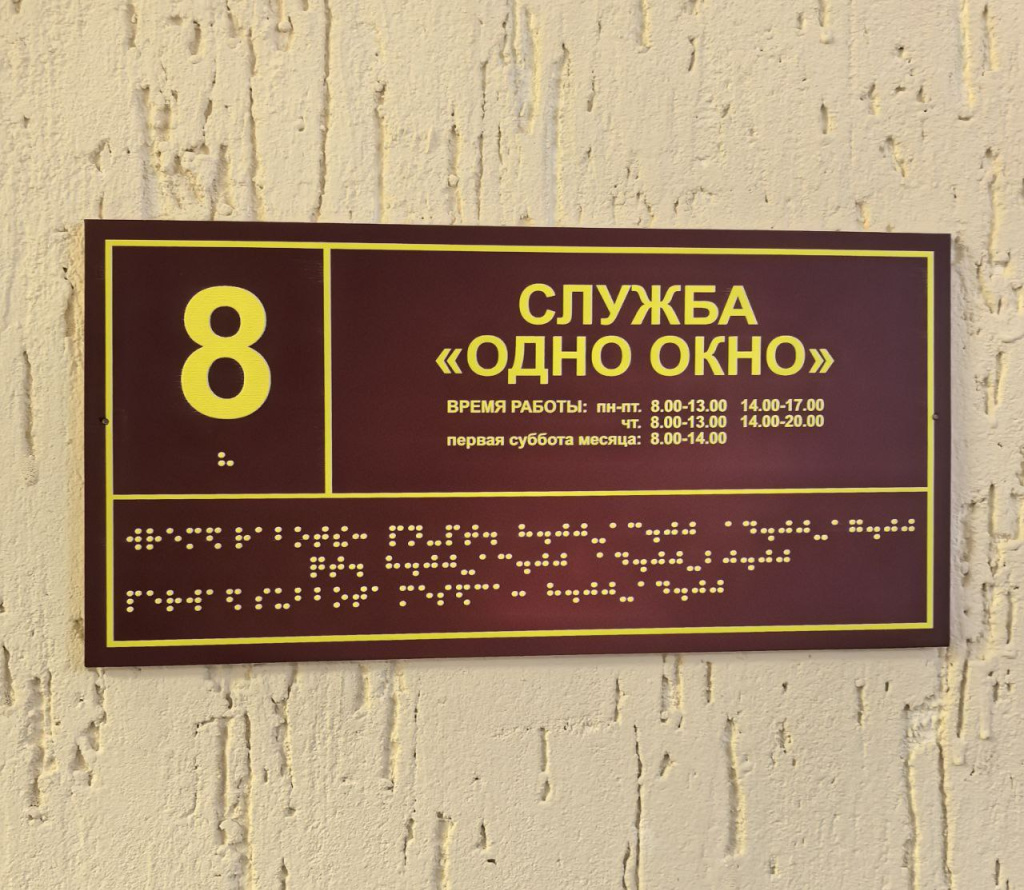 8
СЛУЖБА
«ОДНО ОКНО»
ВРЕМЯ РАБОТЫ: пн-пт. 8.00-13.00 14.00-17.00
чт. 8.00-13.00 14.00-20.00
первая суббота месяца: 8.00-14.00